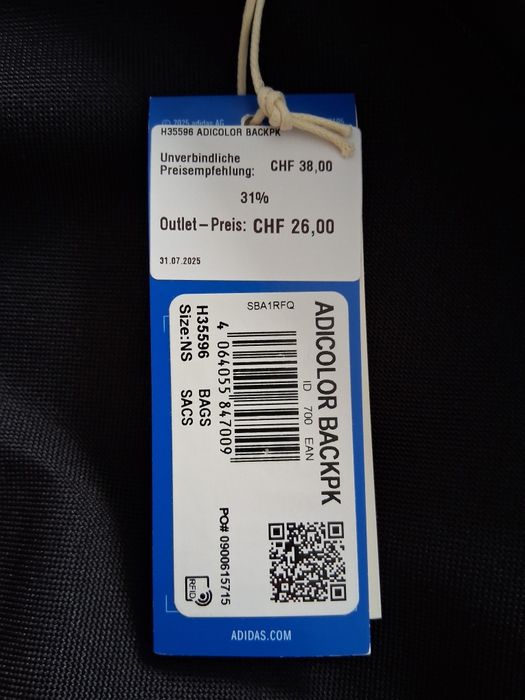 © 2025 adidas AG
H35596 ADICOLOR BACKPK
Unverbindliche
Preisempfehlung: CHF 38,00
31%
Outlet-Preis: CHF 26,00
31.07.2025
ADICOLOR BACKPK
ID 700 EAN
SBA1RFQ
4 064055 847009
H35596 BAGS
Size:NS SACS
PO# 0900615715
RFID
ADIDAS.COM